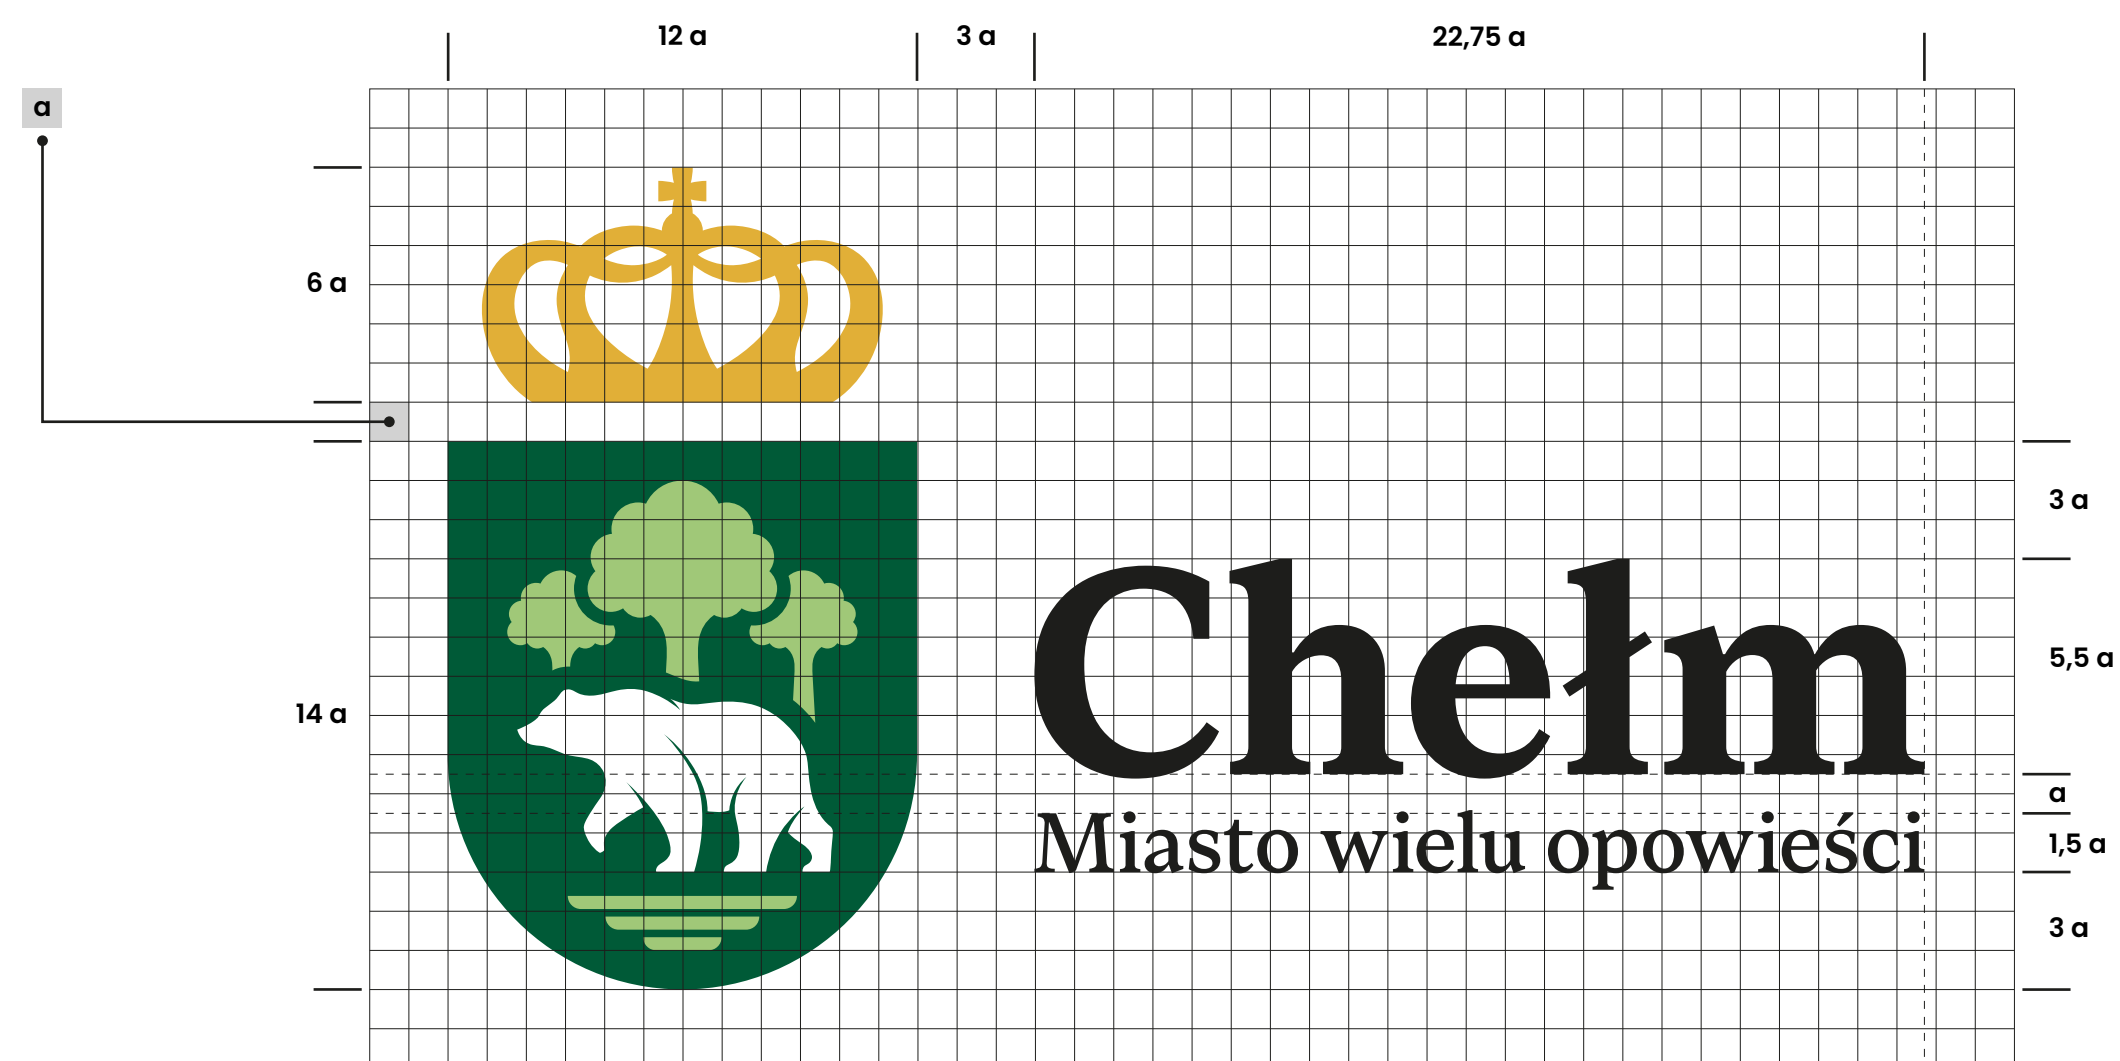 12 a
3 a
22,75 a
a
6 a
14 a
3 a
5,5 a
a
1,5 a
3 a
Chełm
Miasto wielu opowieści